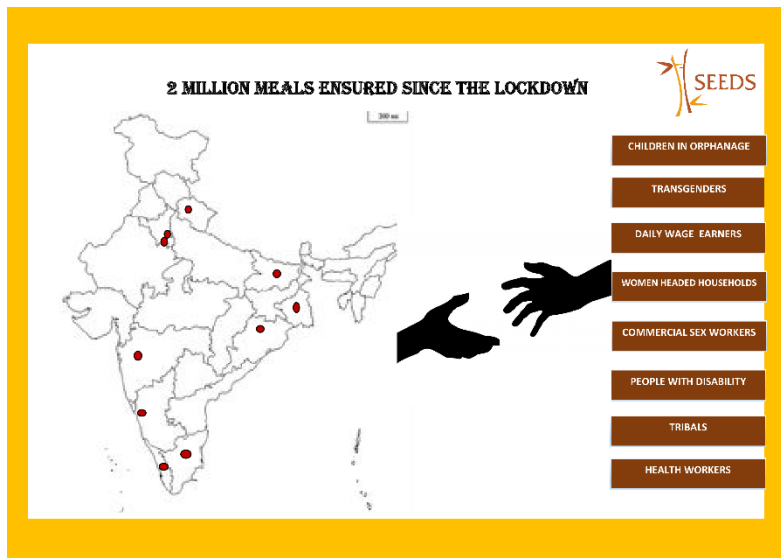 2 MILLION MEALS ENSURED SINCE THE LOCKDOWN
SEEDS
CHILDREN IN ORPHANAGE
TRANSGENDERS
DAILY WAGE EARNERS
WOMEN HEADED HOUSEHOLDS
COMMERCIAL SEX WORKERS
PEOPLE WITH DISABILITY
TRIBALS
HEALTH WORKERS